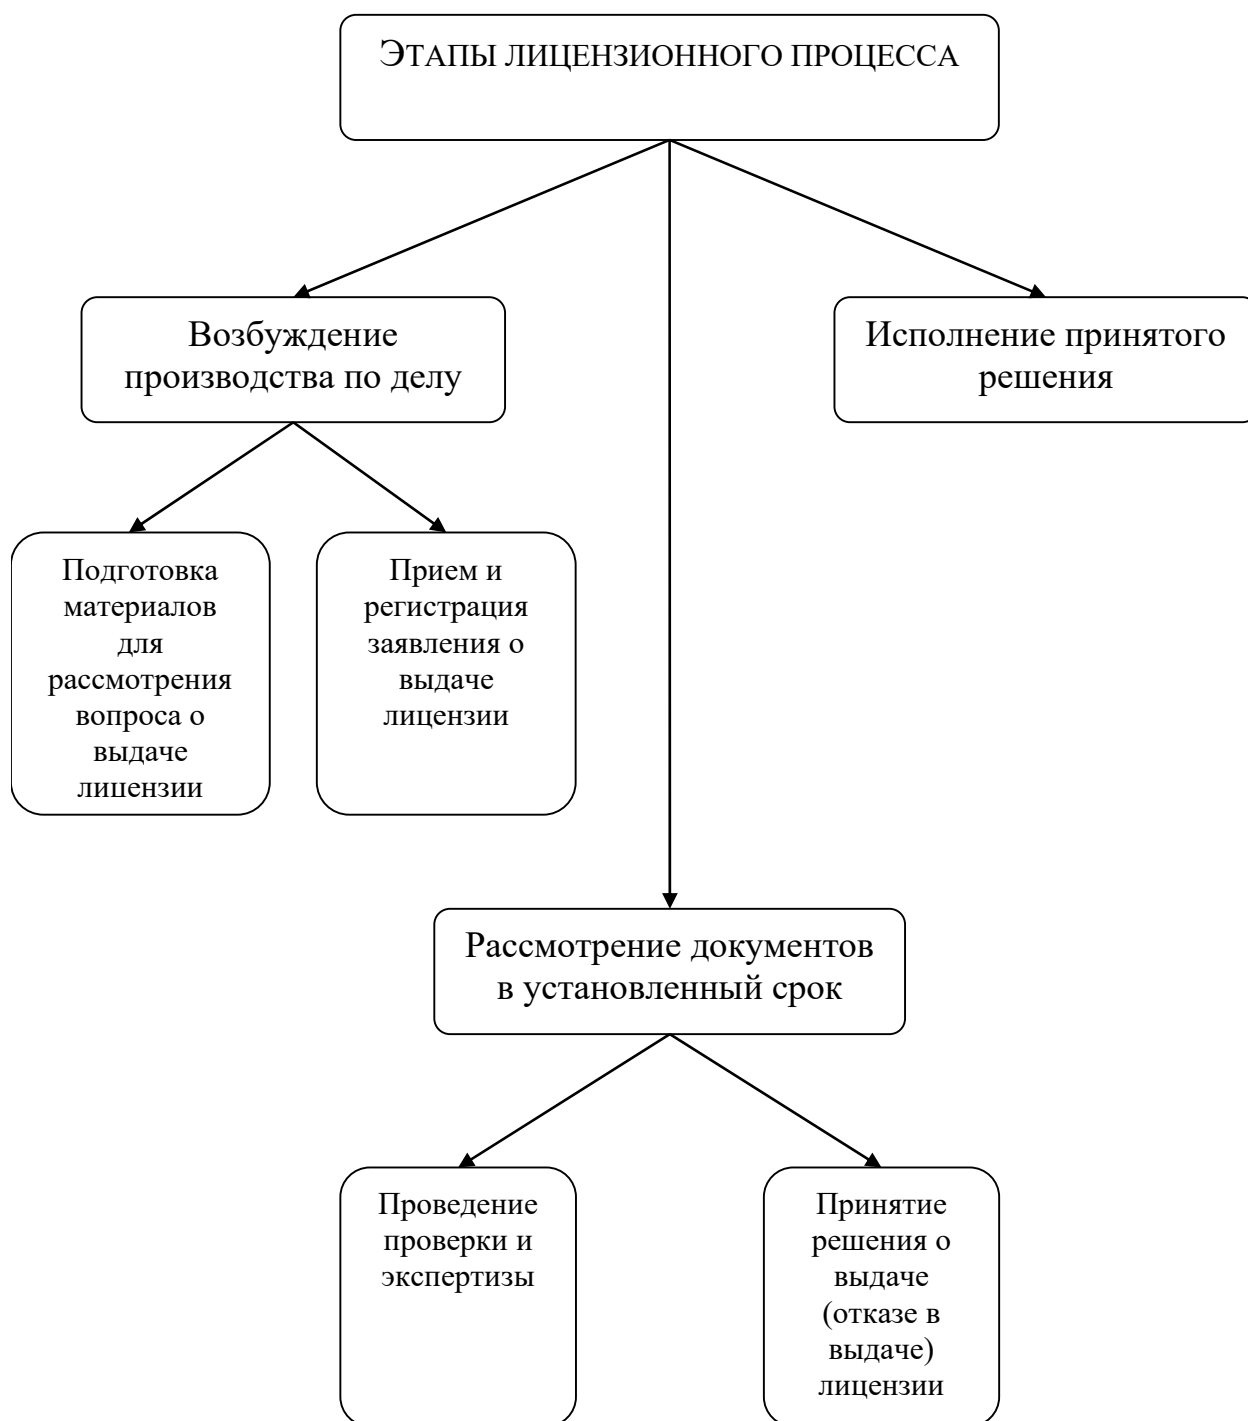 ЭТАПЫ ЛИЦЕНЗИОННОГО ПРОЦЕССА
Возбуждение
производства по делу
Исполнение принятого
решения
Подготовка
материалов
для
рассмотрения
вопроса о
выдаче
лицензии
Прием и
регистрация
заявления о
выдаче
лицензии
Рассмотрение документов
в установленный срок
Проведение
проверки и
экспертизы
Принятие
решения о
выдаче
(отказе в
выдаче)
лицензии